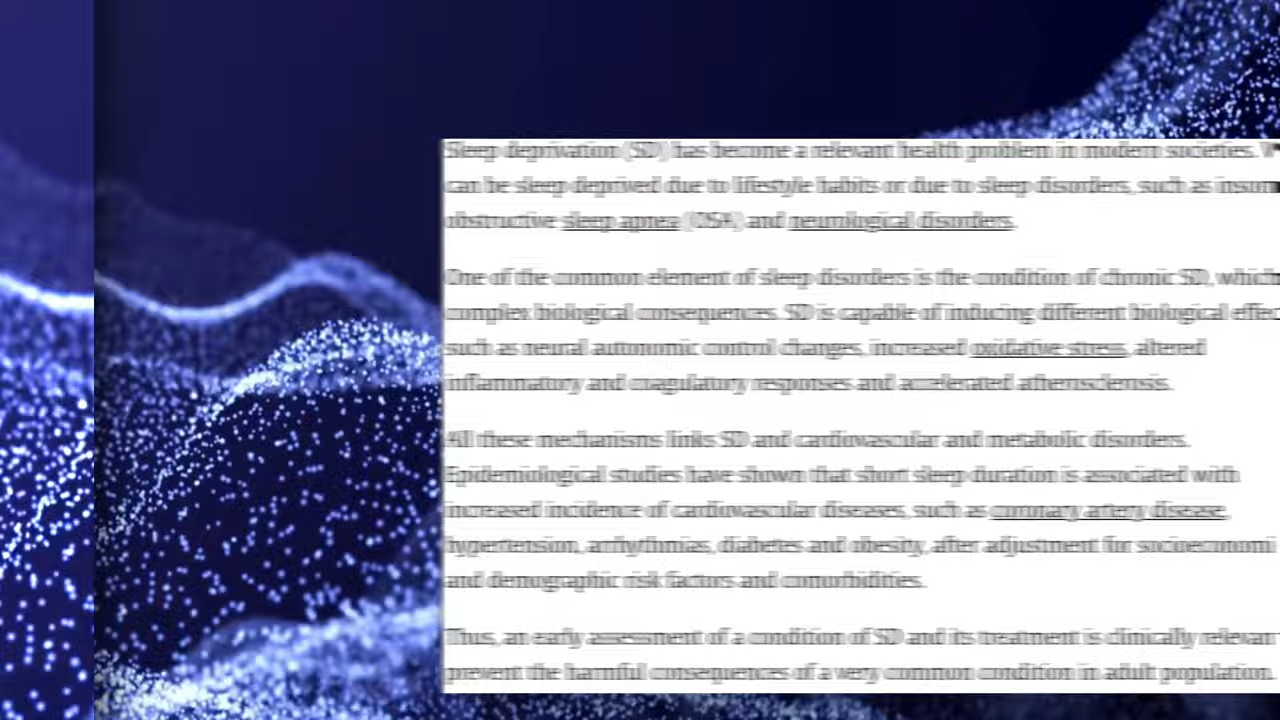 Sleep deprivation (SD) has become a relevant health problem in modern societies.
can be sleep deprived due to lifestyle habits or due to sleep disorders, such as
obstructive sleep apnea (OSA) and neurological disorders.
One of the common element of sleep disorders is the condition of chronic SD, which
complex biological consequences. SD is capable of inducing different biological
such as neural autonomic control changes, increased oxidative stress, altered
inflammatory and coagulatory responses and accelerated atherosclerosis.
All these mechanisms links SD and cardiovascular and metabolic disorders.
Epidemiological studies have shown that short sleep duration is associated with
increased incidence of cardiovascular diseases, such as coronary artery disease,
hypertension, arrhythmias, diabetes and obesity, after adjustment for socioeconomi
and demographic risk factors and comorbidities.
Thus, an early assessment of a condition of SD and its treatment is clinically relevan
prevent the harmful consequences of a very common condition in adult population.